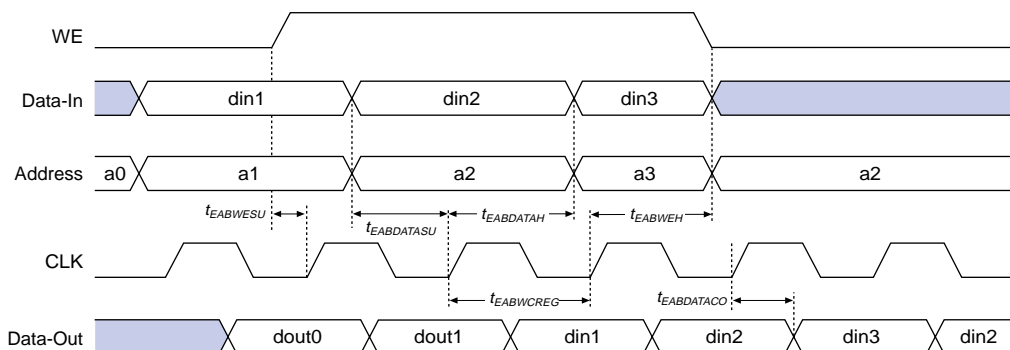 WE
Data-In din1 din2 din3
Address a0 a1 a2 a3 a2
tEABWESU tEABDATASU tEABDATAH tEABWEH
CLK
tEABWCREG tEABDATACO
Data-Out dout0 dout1 din1 din2 din3 din2